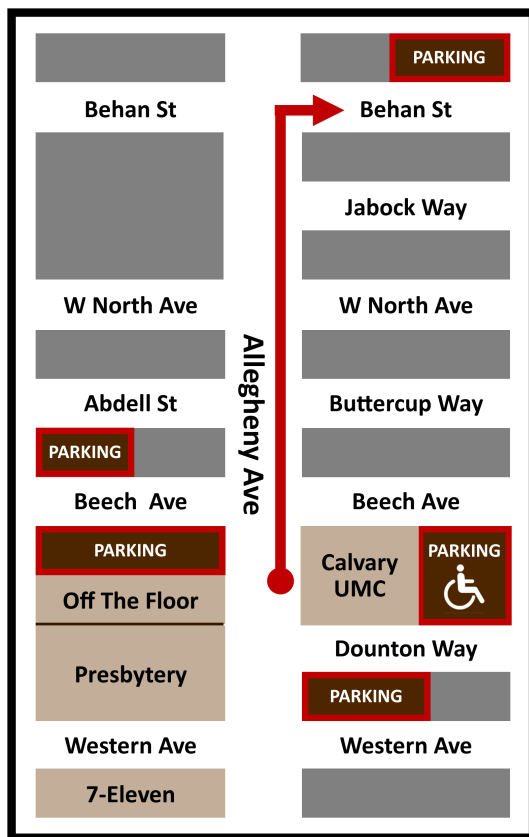 PARKING
Behan St
Behan St
Jabock Way
W North Ave
W North Ave
Allegheny Ave
Abdell St
Buttercup Way
PARKING
Beech Ave
Beech Ave
PARKING
PARKING
Calvary
UMC
Off The Floor
Dounton Way
Presbytery
PARKING
Western Ave
Western Ave
7-Eleven